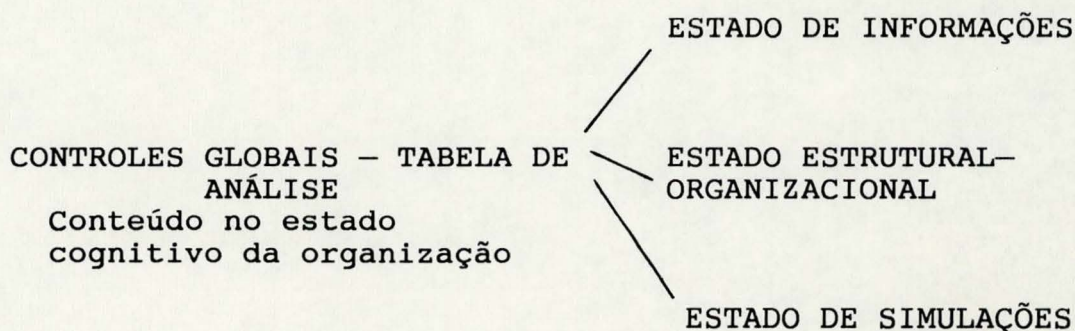 ESTADO DE INFORMAÇÕES
CONTROLES GLOBAIS — TABELA DE
ANÁLISE
Conteúdo no estado
cognitivo da organização
ESTADO ESTRUTURAL—
ORGANIZACIONAL
ESTADO DE SIMULAÇÕES